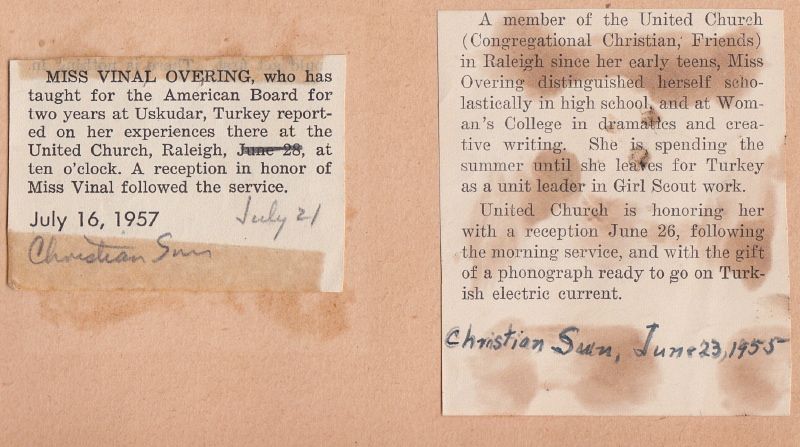 MISS VINAL OVERING, who has
taught for the American Board for
two years at Uskudar, Turkey report-
ed on her experiences there at the
United Church, Raleigh, June 28, at
ten o'clock. A reception in honor of
Miss Vinal followed the service.
July 16, 1957
July 21
Christian Sun
A member of the United Church
(Congregational Christian, Friends)
in Raleigh since her early teens, Miss
Overing distinguished herself scho-
lastically in high school, and at Wom-
an's College in dramatics and crea-
tive writing. She is spending the
summer until she leaves for Turkey
as a unit leader in Girl Scout work.
United Church is honoring her
with a reception June 26, following
the morning service, and with the gift
of a phonograph ready to go on Turk-
ish electric current.
Christian Sun, June 23, 1955